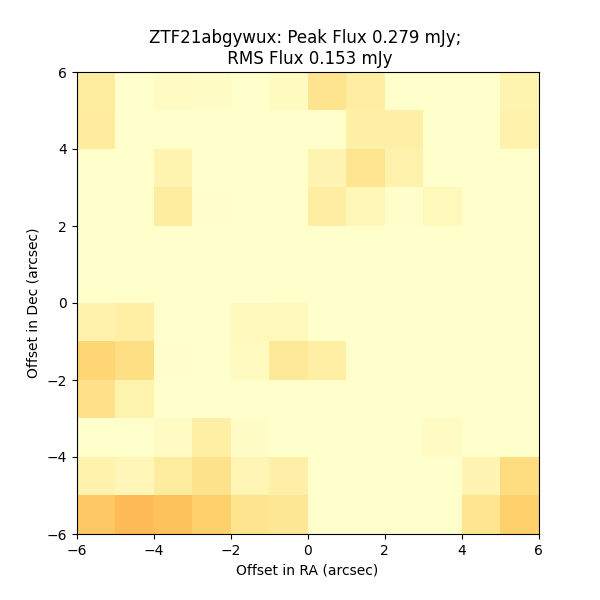 ZTF21abgywux: Peak Flux 0.279 mJy;
RMS Flux 0.153 mJy
6
4
2
0
−2
−4
−6
Offset in Dec (arcsec)
−6 −4 −2 0 2 4 6
Offset in RA (arcsec)